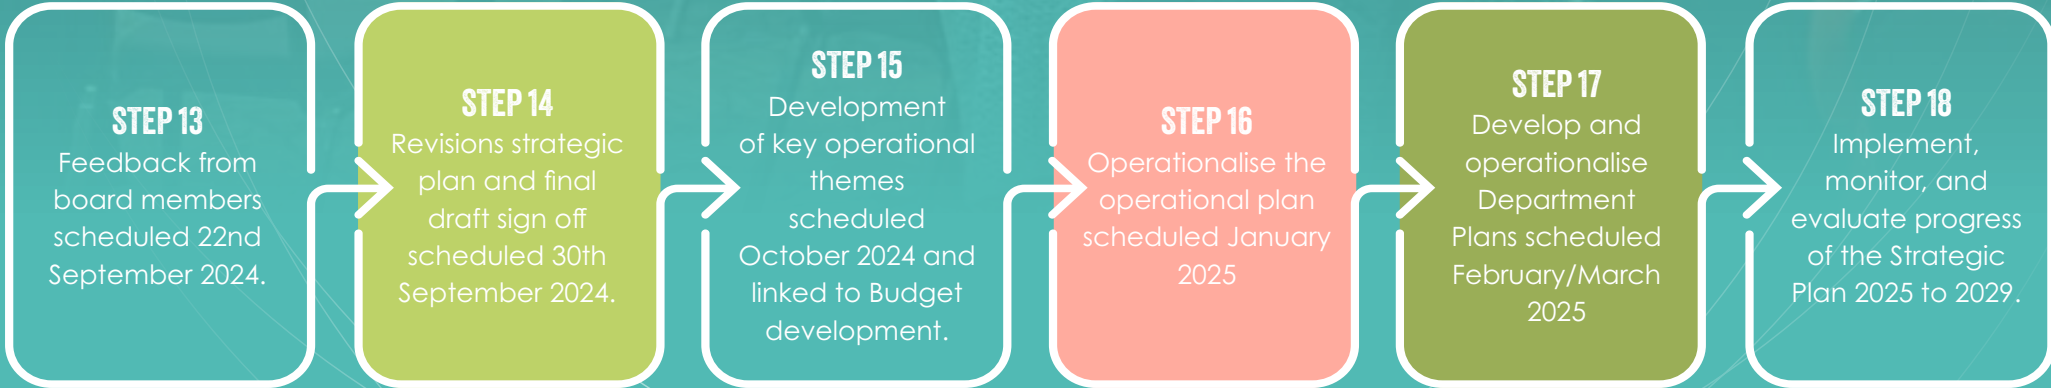 STEP 13
Feedback from
board members
scheduled 22nd
September 2024.
STEP 14
Revisions strategic
plan and final
draft sign off
scheduled 30th
September 2024.
STEP 15
Development
of key operational
themes
scheduled
October 2024 and
linked to Budget
development.
STEP 16
Operationalise the
operational plan
scheduled January
2025
STEP 17
Develop and
operationalise
Department
Plans scheduled
February/March
2025
STEP 18
Implement,
monitor, and
evaluate progress
of the Strategic
Plan 2025 to 2029.